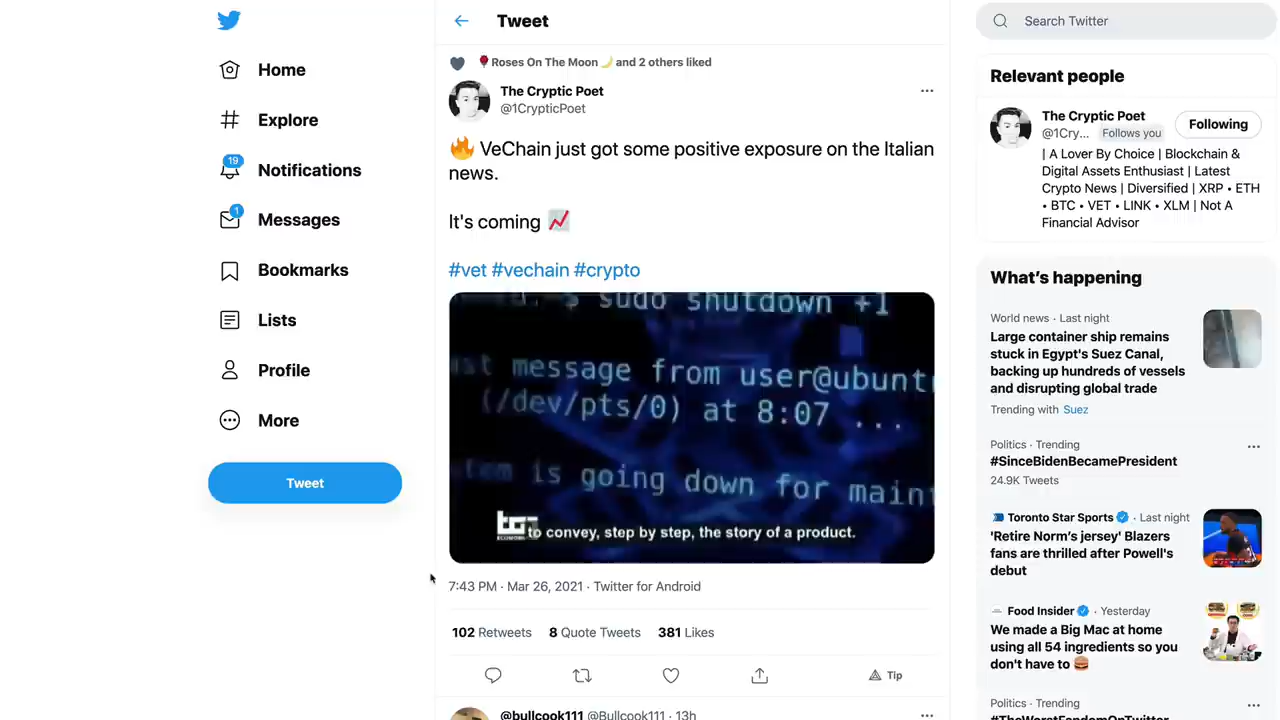 Home
Explore
19
Notifications
1
Messages
Bookmarks
Lists
Profile
More
Tweet
Tweet
Roses On The Moon 🌙 and 2 others liked
The Cryptic Poet
@1CrypticPoet
🔥 VeChain just got some positive exposure on the Italian
news.
It's coming 📈
#vet #vechain #crypto
sudo shutdown +1
message from user@ubunt
(/dev/pts/0) at 8:07 ...
is going down for main
to convey, step by step, the story of a product.
7:43 PM · Mar 26, 2021 · Twitter for Android
102 Retweets 8 Quote Tweets 381 Likes
Tip
@bullcook111 @Bullcook111 · 13h
Search Twitter
Relevant people
The Cryptic Poet
@1Cry... Follows you
Following
| A Lover By Choice | Blockchain &
Digital Assets Enthusiast | Latest
Crypto News | Diversified | XRP • ETH
• BTC • VET • LINK • XLM | Not A
Financial Advisor
What's happening
World news · Last night
Large container ship remains
stuck in Egypt's Suez Canal,
backing up hundreds of vessels
and disrupting global trade
Trending with Suez
Politics · Trending
#SinceBidenBecamePresident
24.9K Tweets
Toronto Star Sports · Last night
'Retire Norm's jersey' Blazers
fans are thrilled after Powell's
debut
Food Insider · Yesterday
We made a Big Mac at home
using all 54 ingredients so you
don't have to 🍔
Politics · Trending
#TheWorstFandomOnTwitter